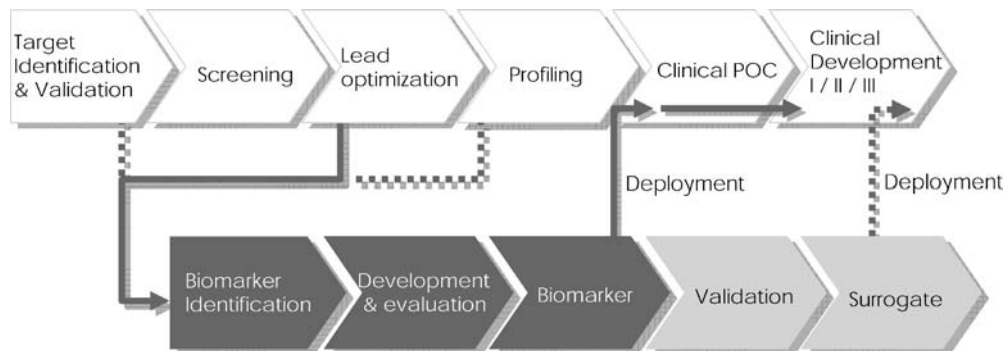 Target
Identification
& Validation
Screening
Lead
optimization
Profiling
Clinical POC
Clinical
Development
I / II / III
Deployment
Deployment
Biomarker
Identification
Development
& evaluation
Biomarker
Validation
Surrogate